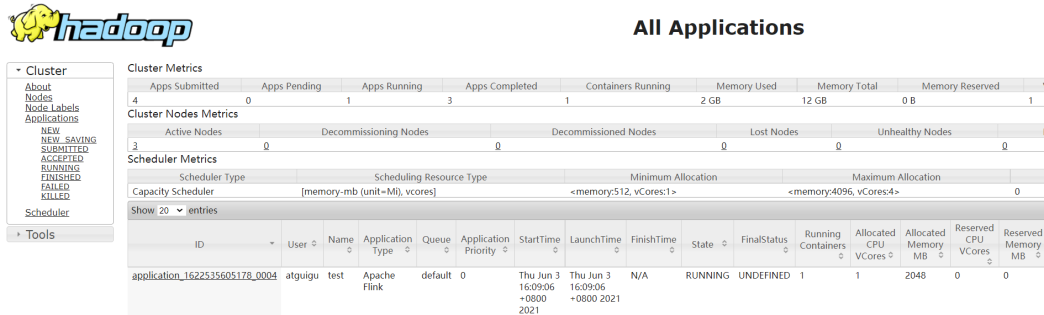 hadoop
All Applications
Cluster
About
Nodes
Node Labels
Applications
NEW
NEW_SAVING
SUBMITTED
ACCEPTED
RUNNING
FINISHED
FAILED
KILLED
Scheduler
Tools
Cluster Metrics
Apps Submitted Apps Pending Apps Running Apps Completed Containers Running Memory Used Memory Total Memory Reserved
4 0 1 3 1 2 GB 12 GB 0 B 1
Cluster Nodes Metrics
Active Nodes Decommissioning Nodes Decommissioned Nodes Lost Nodes Unhealthy Nodes
3 0 0 0 0 0
Scheduler Metrics
Scheduler Type Scheduling Resource Type Minimum Allocation Maximum Allocation
Capacity Scheduler [memory-mb (unit=Mi), vcores] <memory:512, vCores:1> <memory:4096, vCores:4> 0
Show 20 entries
ID User Name Application Type Queue Application Priority StartTime LaunchTime FinishTime State FinalStatus Running Containers Allocated CPU VCores Allocated Memory MB Reserved CPU VCores Reserved Memory MB
application_1622535605178_0004 atguigu test Apache Flink default 0 Thu Jun 3 16:09:06 +0800 2021 Thu Jun 3 16:09:06 +0800 2021 N/A RUNNING UNDEFINED 1 1 2048 0 0